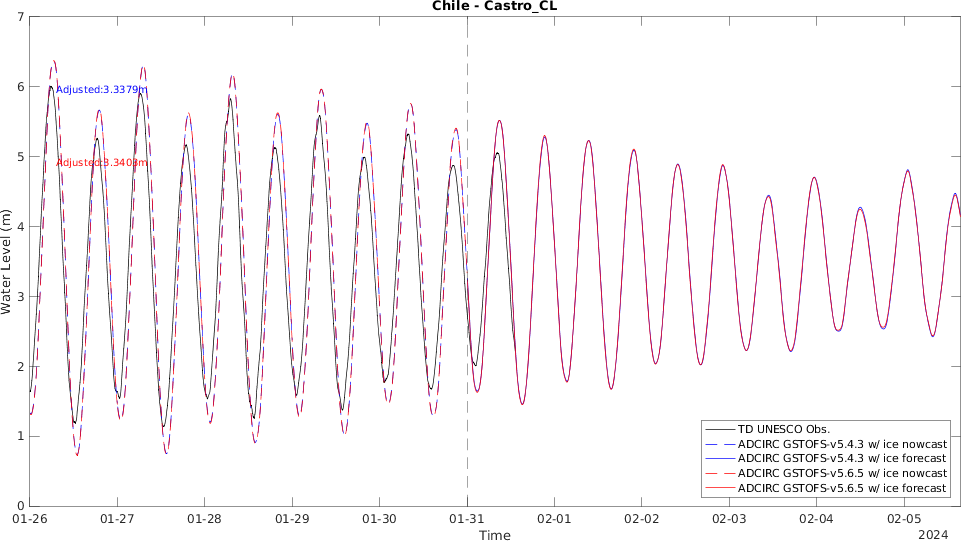 Chile - Castro_CL
7
6
5
4
3
2
1
0
Water Level (m)
Adjusted:3.3379m
Adjusted:3.3403m
TD UNESCO Obs.
ADCIRC GSTOFS-v5.4.3 w/ ice nowcast
ADCIRC GSTOFS-v5.4.3 w/ ice forecast
ADCIRC GSTOFS-v5.6.5 w/ ice nowcast
ADCIRC GSTOFS-v5.6.5 w/ ice forecast
01-26 01-27 01-28 01-29 01-30 01-31 02-01 02-02 02-03 02-04 02-05
Time
2024